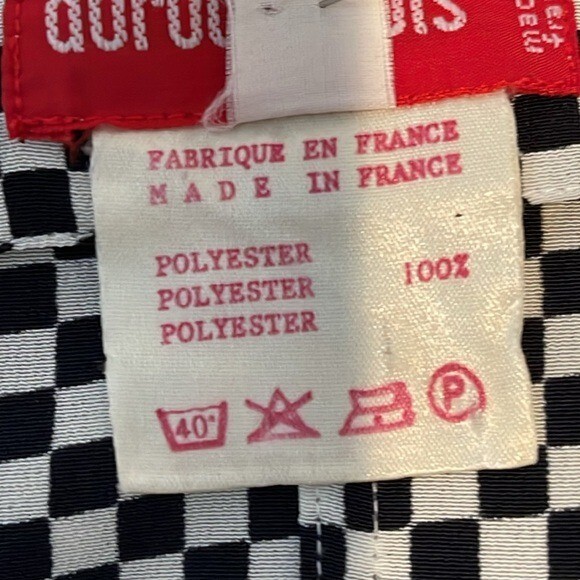 FABRIQUE EN FRANCE
MADE IN FRANCE
POLYESTER 100%
POLYESTER
POLYESTER
40°
P